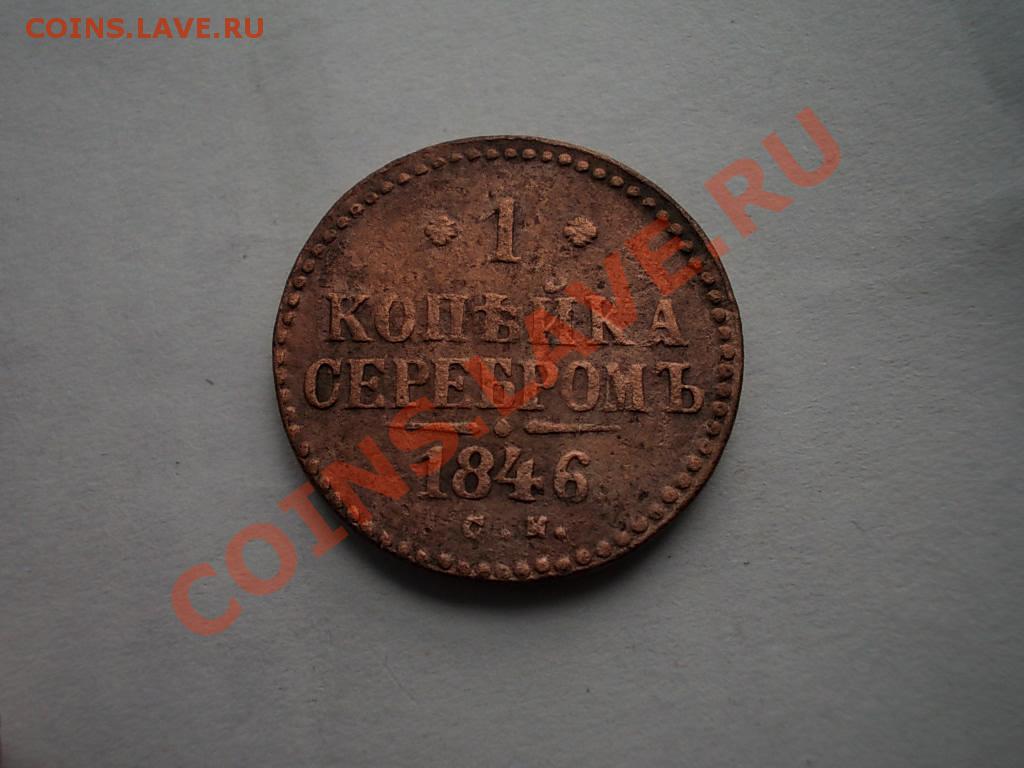 COINS.LAVE.RU
1
КОПѢЙКА
СЕРЕБРОМЪ
1846
С.М.
COINS.LAVE.RU